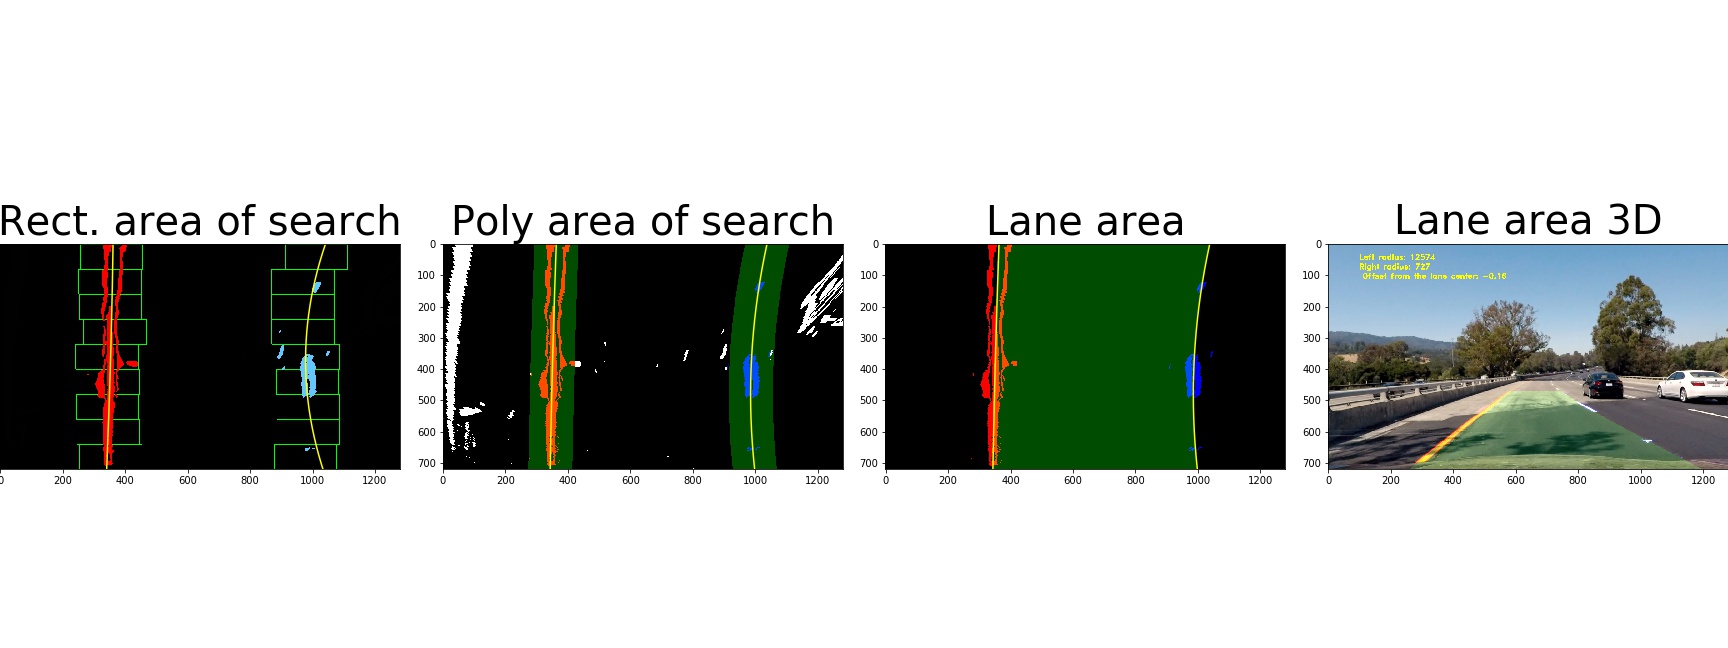 Rect. area of search
0 200 400 600 800 1000 1200
Poly area of search
0
100
200
300
400
500
600
700
0 200 400 600 800 1000 1200
Lane area
0
100
200
300
400
500
600
700
0 200 400 600 800 1000 1200
Lane area 3D
0
100
200
300
400
500
600
700
0 200 400 600 800 1000 1200
Left radius: 12574
Right radius: 727
Offset from the lane center: -0.16